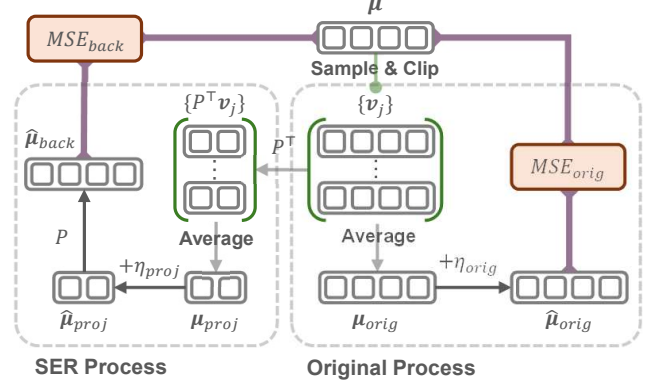 μ
MSE_back
Sample & Clip
{P^⊤ v_j}
{v_j}
μ̂_back
P^⊤
MSE_orig
P
Average
Average
+η_proj
+η_orig
μ̂_proj
μ_proj
μ_orig
μ̂_orig
SER Process
Original Process